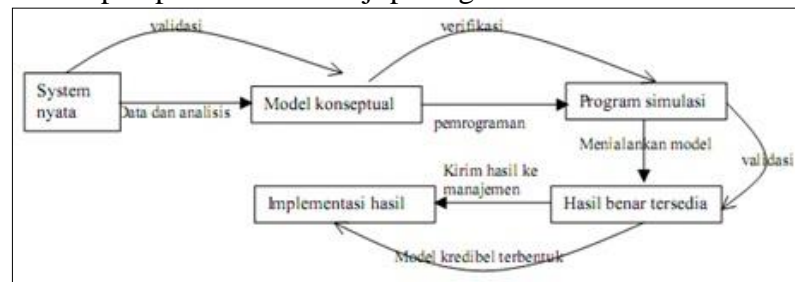 validasi
verifikasi
System
nyata
Data dan analisis
Model konseptual
pemrograman
Program simulasi
Menjalankan model
validasi
Kirim hasil ke
manajemen
Implementasi hasil
Hasil benar tersedia
Model kredibel terbentuk